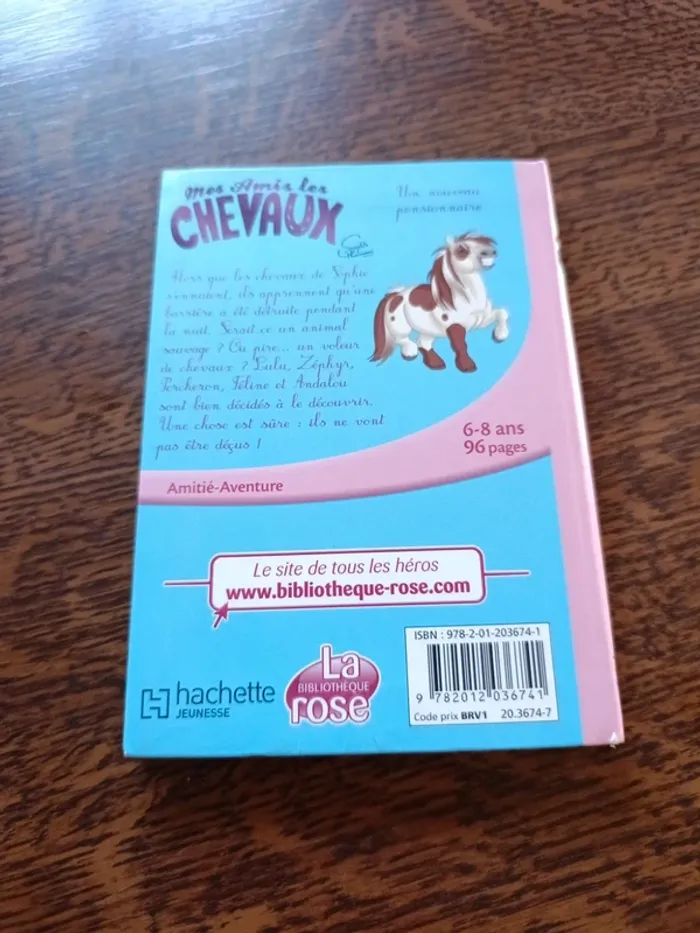 Mes Amis les
CHEVAUX
Un nouveau
pensionnaire
Alors que les chevaux de Sophie
s'ennuient, ils apprennent qu'une
barrière a été détruite pendant
la nuit. Serait-ce un animal
sauvage ? Ou pire... un voleur
de chevaux ? Lulu, Zéphyr,
Percheron, Féline et Andalou
sont bien décidés à le découvrir.
Une chose est sûre : ils ne vont
pas être déçus !
6-8 ans
96 pages
Amitié-Aventure
Le site de tous les héros
www.bibliotheque-rose.com
ISBN : 978-2-01-203674-1
9 782012 036741
Code prix BRV1 20.3674-7
hachette
JEUNESSE
La
BIBLIOTHÈQUE
rose